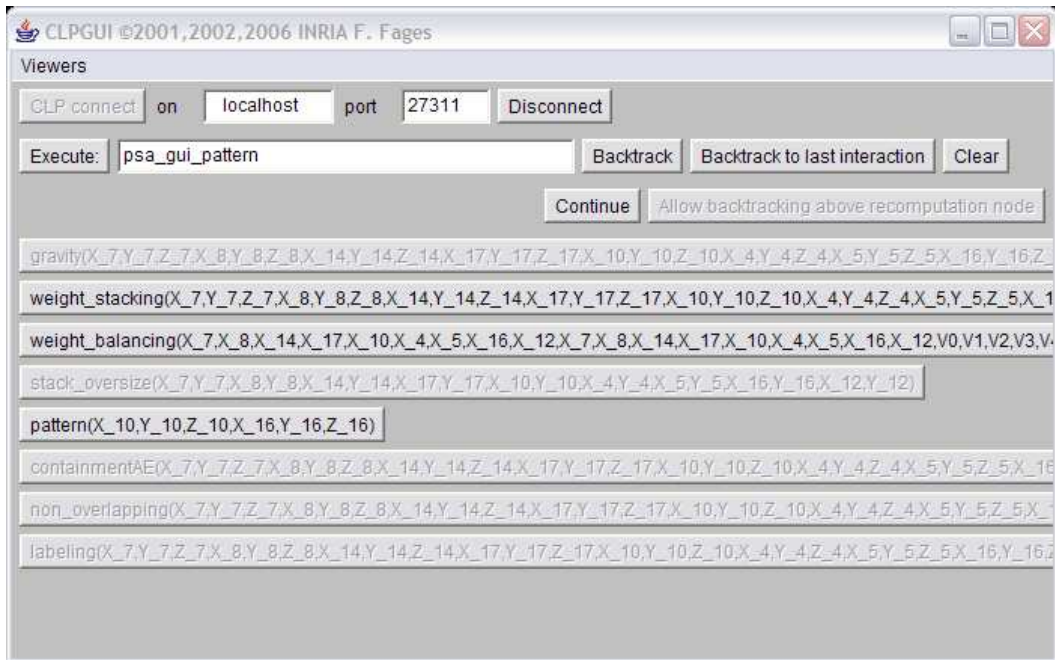 CLPGUI ©2001,2002,2006 INRIA F. Fages
Viewers
CLP connect on localhost port 27311 Disconnect
Execute: psa_gui_pattern Backtrack Backtrack to last interaction Clear
Continue Allow backtracking above recomputation node
gravity(X_7,Y_7,Z_7,X_8,Y_8,Z_8,X_14,Y_14,Z_14,X_17,Y_17,Z_17,X_10,Y_10,Z_10,X_4,Y_4,Z_4,X_5,Y_5,Z_5,X_16,Y_16,Z_
weight_stacking(X_7,Y_7,Z_7,X_8,Y_8,Z_8,X_14,Y_14,Z_14,X_17,Y_17,Z_17,X_10,Y_10,Z_10,X_4,Y_4,Z_4,X_5,Y_5,Z_5,X_1
weight_balancing(X_7,X_8,X_14,X_17,X_10,X_4,X_5,X_16,X_12,X_7,X_8,X_14,X_17,X_10,X_4,X_5,X_16,X_12,V0,V1,V2,V3,V4
stack_oversize(X_7,Y_7,X_8,Y_8,X_14,Y_14,X_17,Y_17,X_10,Y_10,X_4,Y_4,X_5,Y_5,X_16,Y_16,X_12,Y_12)
pattern(X_10,Y_10,Z_10,X_16,Y_16,Z_16)
containmentAE(X_7,Y_7,Z_7,X_8,Y_8,Z_8,X_14,Y_14,Z_14,X_17,Y_17,Z_17,X_10,Y_10,Z_10,X_4,Y_4,Z_4,X_5,Y_5,Z_5,X_16
non_overlapping(X_7,Y_7,Z_7,X_8,Y_8,Z_8,X_14,Y_14,Z_14,X_17,Y_17,Z_17,X_10,Y_10,Z_10,X_4,Y_4,Z_4,X_5,Y_5,Z_5,X_1
labeling(X_7,Y_7,Z_7,X_8,Y_8,Z_8,X_14,Y_14,Z_14,X_17,Y_17,Z_17,X_10,Y_10,Z_10,X_4,Y_4,Z_4,X_5,Y_5,Z_5,X_16,Y_16,Z